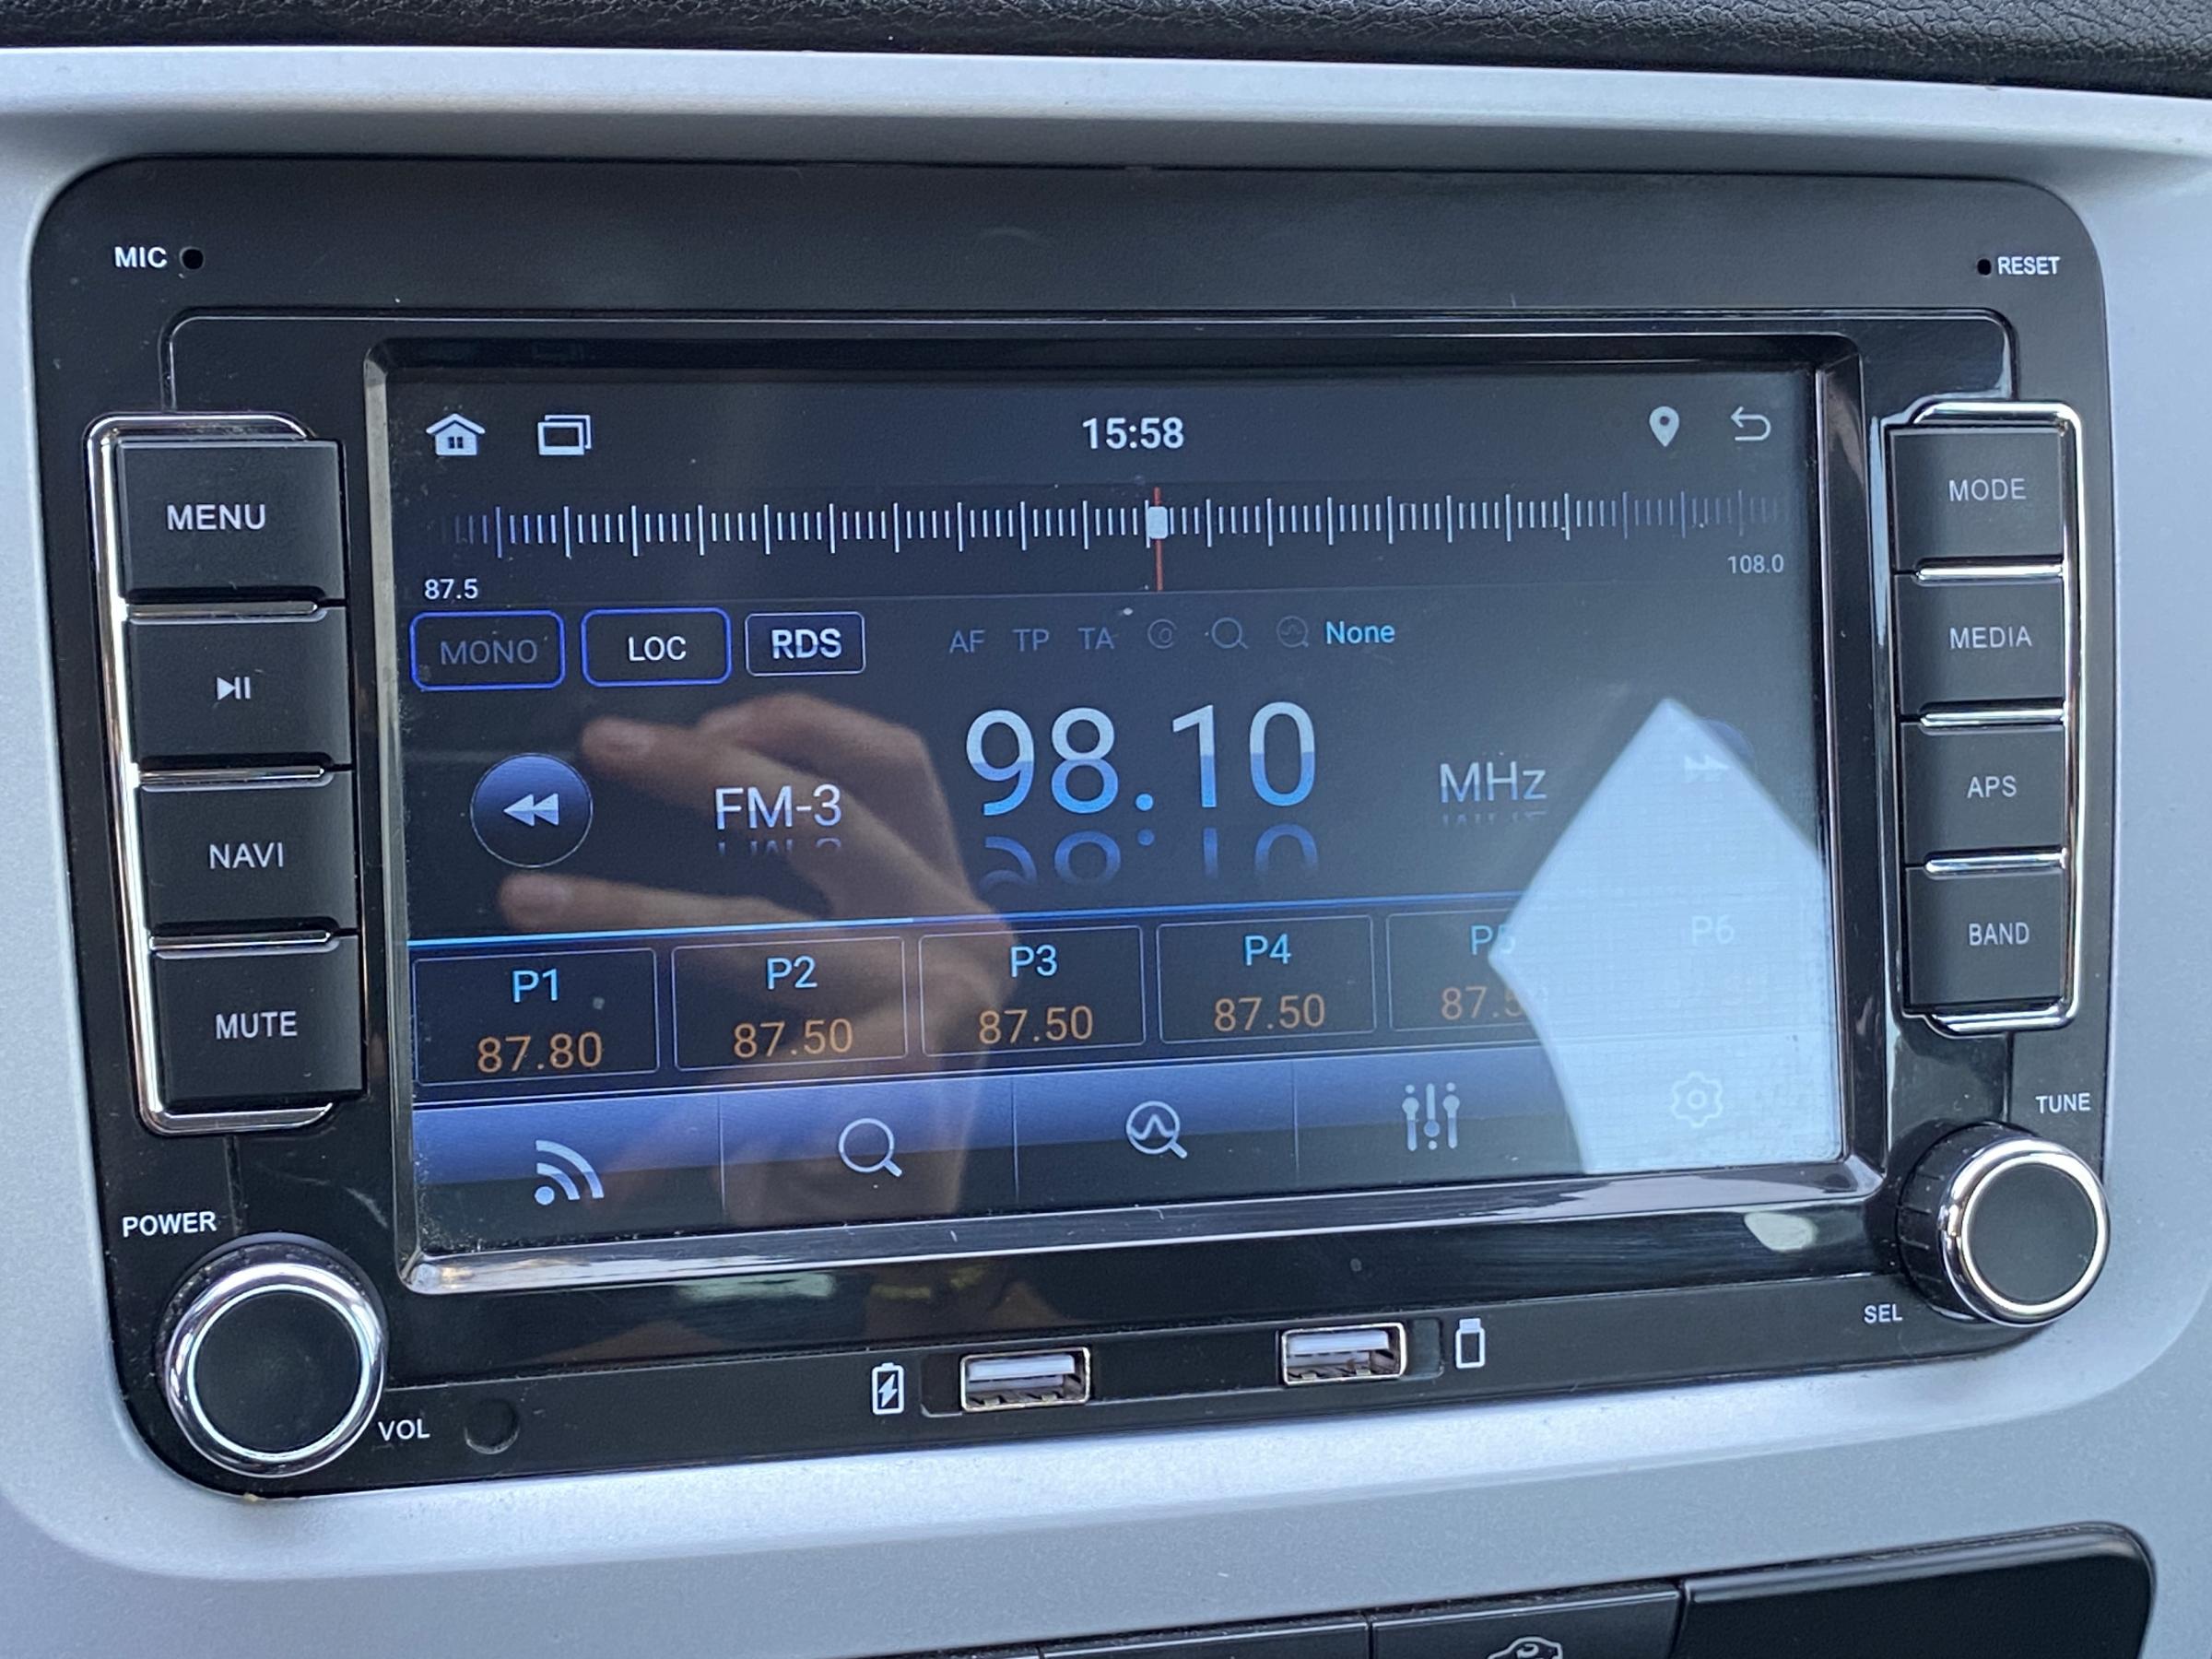 MIC
RESET
15:58
MENU
MODE
87.5
108.0
MONO LOC RDS AF TP TA None
MEDIA
98.10
FM-3 MHz
APS
NAVI
BAND
P1 P2 P3 P4 P5 P6
87.80 87.50 87.50 87.50
MUTE
TUNE
POWER
SEL
VOL